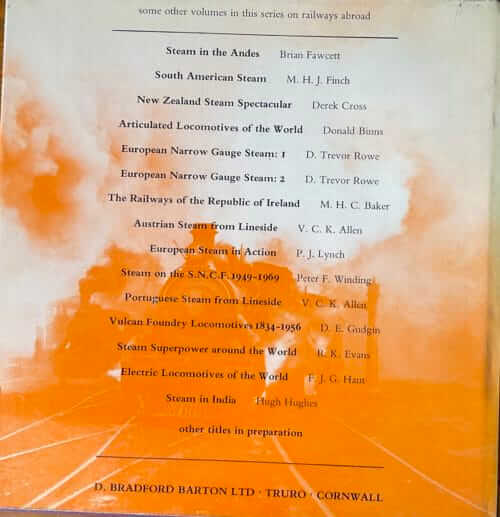 some other volumes in this series on railways abroad
Steam in the Andes Brian Fawcett
South American Steam M. H. J. Finch
New Zealand Steam Spectacular Derek Cross
Articulated Locomotives of the World Donald Binns
European Narrow Gauge Steam: 1 D. Trevor Rowe
European Narrow Gauge Steam: 2 D. Trevor Rowe
The Railways of the Republic of Ireland M. H. C. Baker
Austrian Steam from Lineside V. C. K. Allen
European Steam in Action P. J. Lynch
Steam on the S.N.C.F. 1949-1969 Peter F. Winding
Portuguese Steam from Lineside V. C. K. Allen
Vulcan Foundry Locomotives 1834-1956 D. E. Gudgin
Steam Superpower around the World R. K. Evans
Electric Locomotives of the World F. J. G. Haut
Steam in India Hugh Hughes
other titles in preparation
D. BRADFORD BARTON LTD · TRURO · CORNWALL